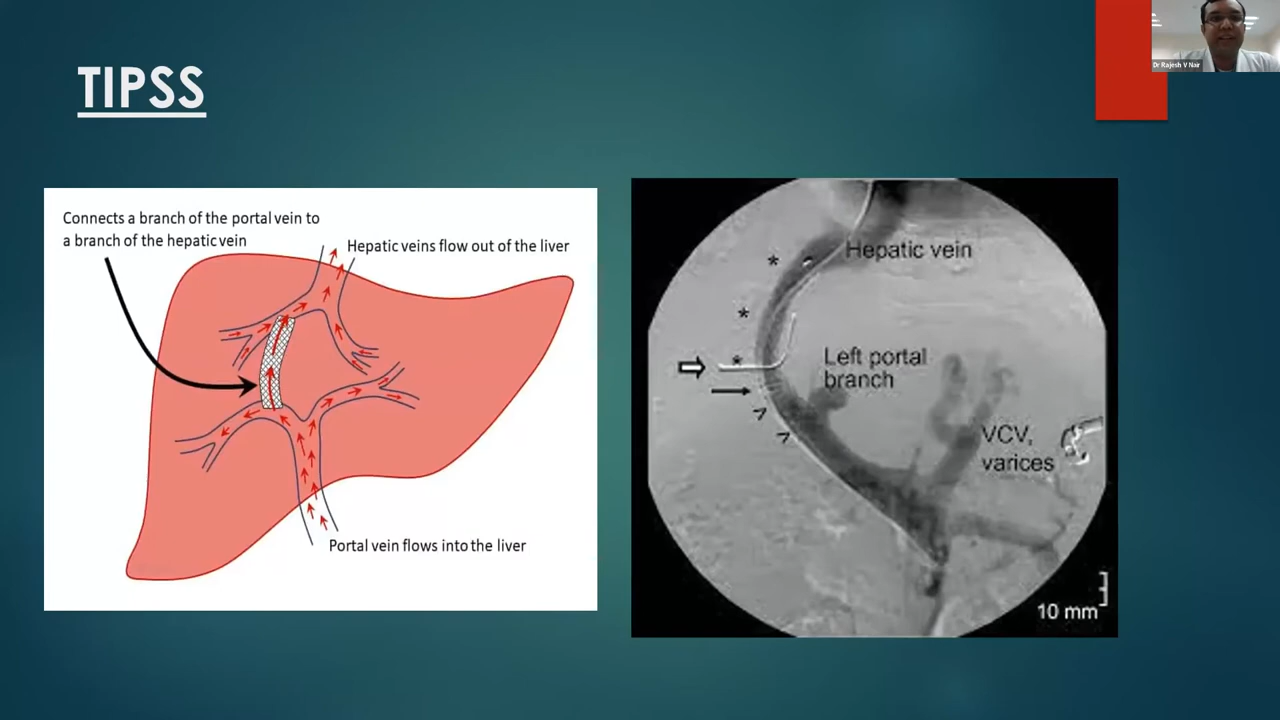 TIPSS
Dr Rajesh V Nair
Connects a branch of the portal vein to
a branch of the hepatic vein
Hepatic veins flow out of the liver
Portal vein flows into the liver
Hepatic vein
Left portal
branch
VCV,
varices
10 mm